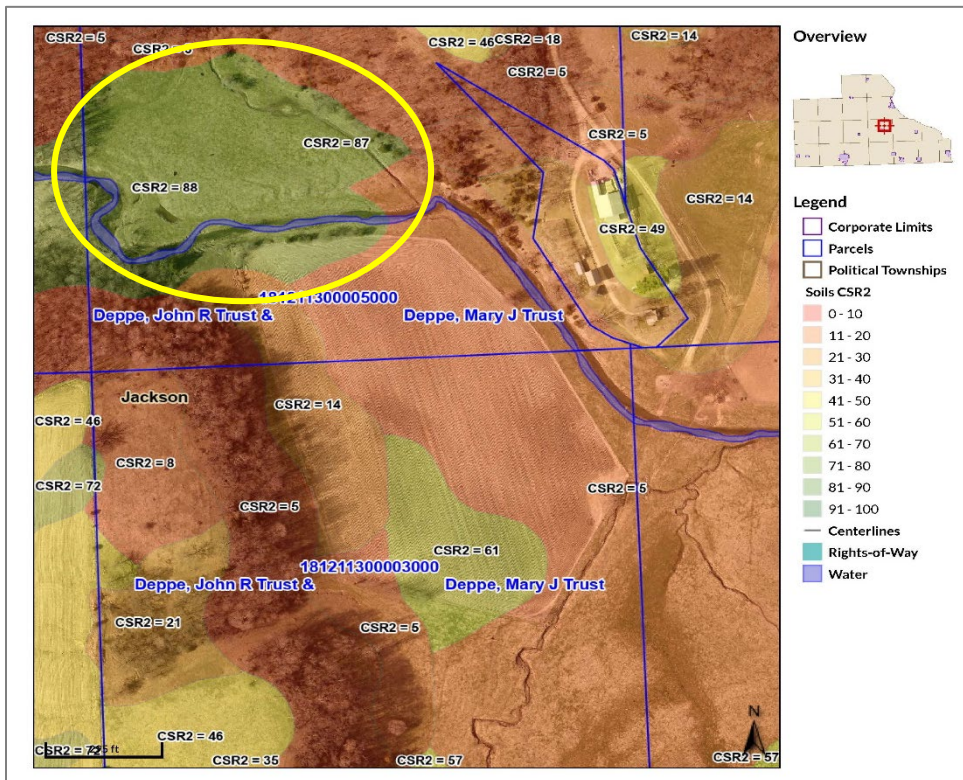 CSR2 = 5
CSR2 = 46
CSR2 = 18
CSR2 = 14
CSR2 = 5
CSR2 = 5
CSR2 = 87
CSR2 = 88
CSR2 = 14
CSR2 = 49
181211300005000
Deppe, John R Trust &
Deppe, Mary J Trust
Jackson
CSR2 = 14
CSR2 = 46
CSR2 = 8
CSR2 = 72
CSR2 = 5
CSR2 = 5
CSR2 = 61
181211300003000
Deppe, John R Trust &
Deppe, Mary J Trust
CSR2 = 21
CSR2 = 5
CSR2 = 46
CSR2 = 72
CSR2 = 35
CSR2 = 57
CSR2 = 57
N
Overview
Legend
Corporate Limits
Parcels
Political Townships
Soils CSR2
0 - 10
11 - 20
21 - 30
31 - 40
41 - 50
51 - 60
61 - 70
71 - 80
81 - 90
91 - 100
Centerlines
Rights-of-Way
Water